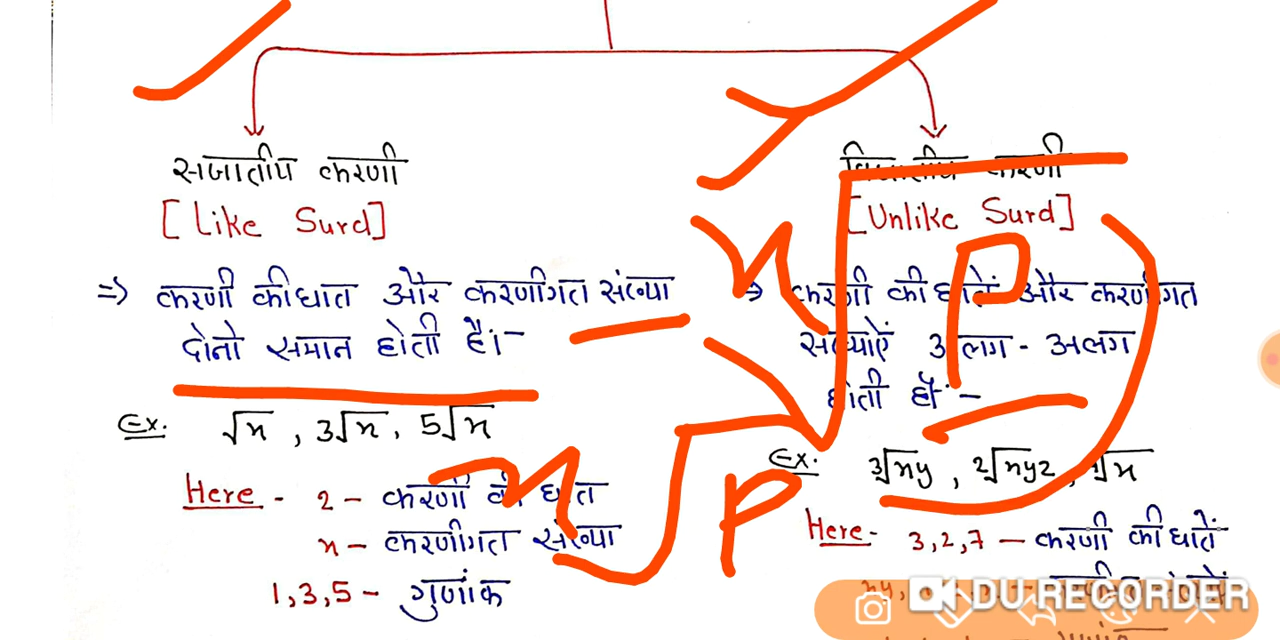 सजातीय करणी
[Like Surd]
⇒ करणी की घात और करणीगत संख्या
दोनो समान होती है।-
Ex. √x , 3√x , 5√x
Here - 2 - करणी की घात
x - करणीगत संख्या
1,3,5 - गुणांक
विजातीय करणी
[Unlike Surd]
⇒ करणी की घातें और करणीगत
संख्याएँ अलग - अलग
होती हैं -
Ex. ∛xy , ²√xyz , ⁷√x
Here - 3,2,7 - करणी की घातें
n√p
n√p
DU RECORDER